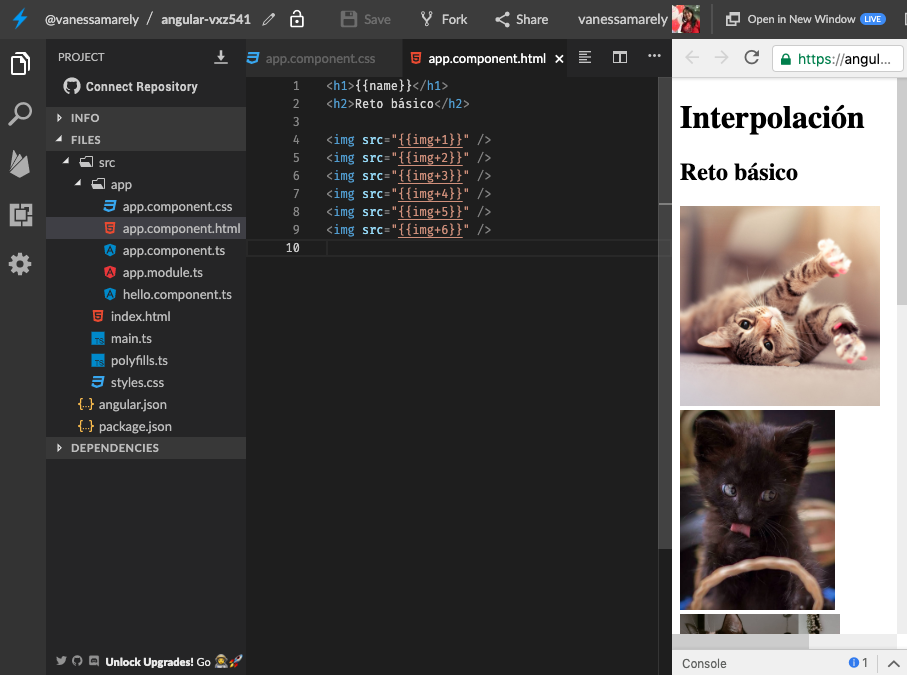 @vanessamarely / angular-vxz541
Save
Fork
Share
vanessamarely
Open in New Window LIVE
PROJECT
Connect Repository
INFO
FILES
src
app
app.component.css
app.component.html
app.component.ts
app.module.ts
hello.component.ts
index.html
main.ts
polyfills.ts
styles.css
angular.json
package.json
DEPENDENCIES
Unlock Upgrades! Go
app.component.css
app.component.html
1 <h1>{{name}}</h1>
2 <h2>Reto básico</h2>
3
4 <img src="{{img+1}}" />
5 <img src="{{img+2}}" />
6 <img src="{{img+3}}" />
7 <img src="{{img+4}}" />
8 <img src="{{img+5}}" />
9 <img src="{{img+6}}" />
10
https://angul...
Interpolación
Reto básico
Console
1